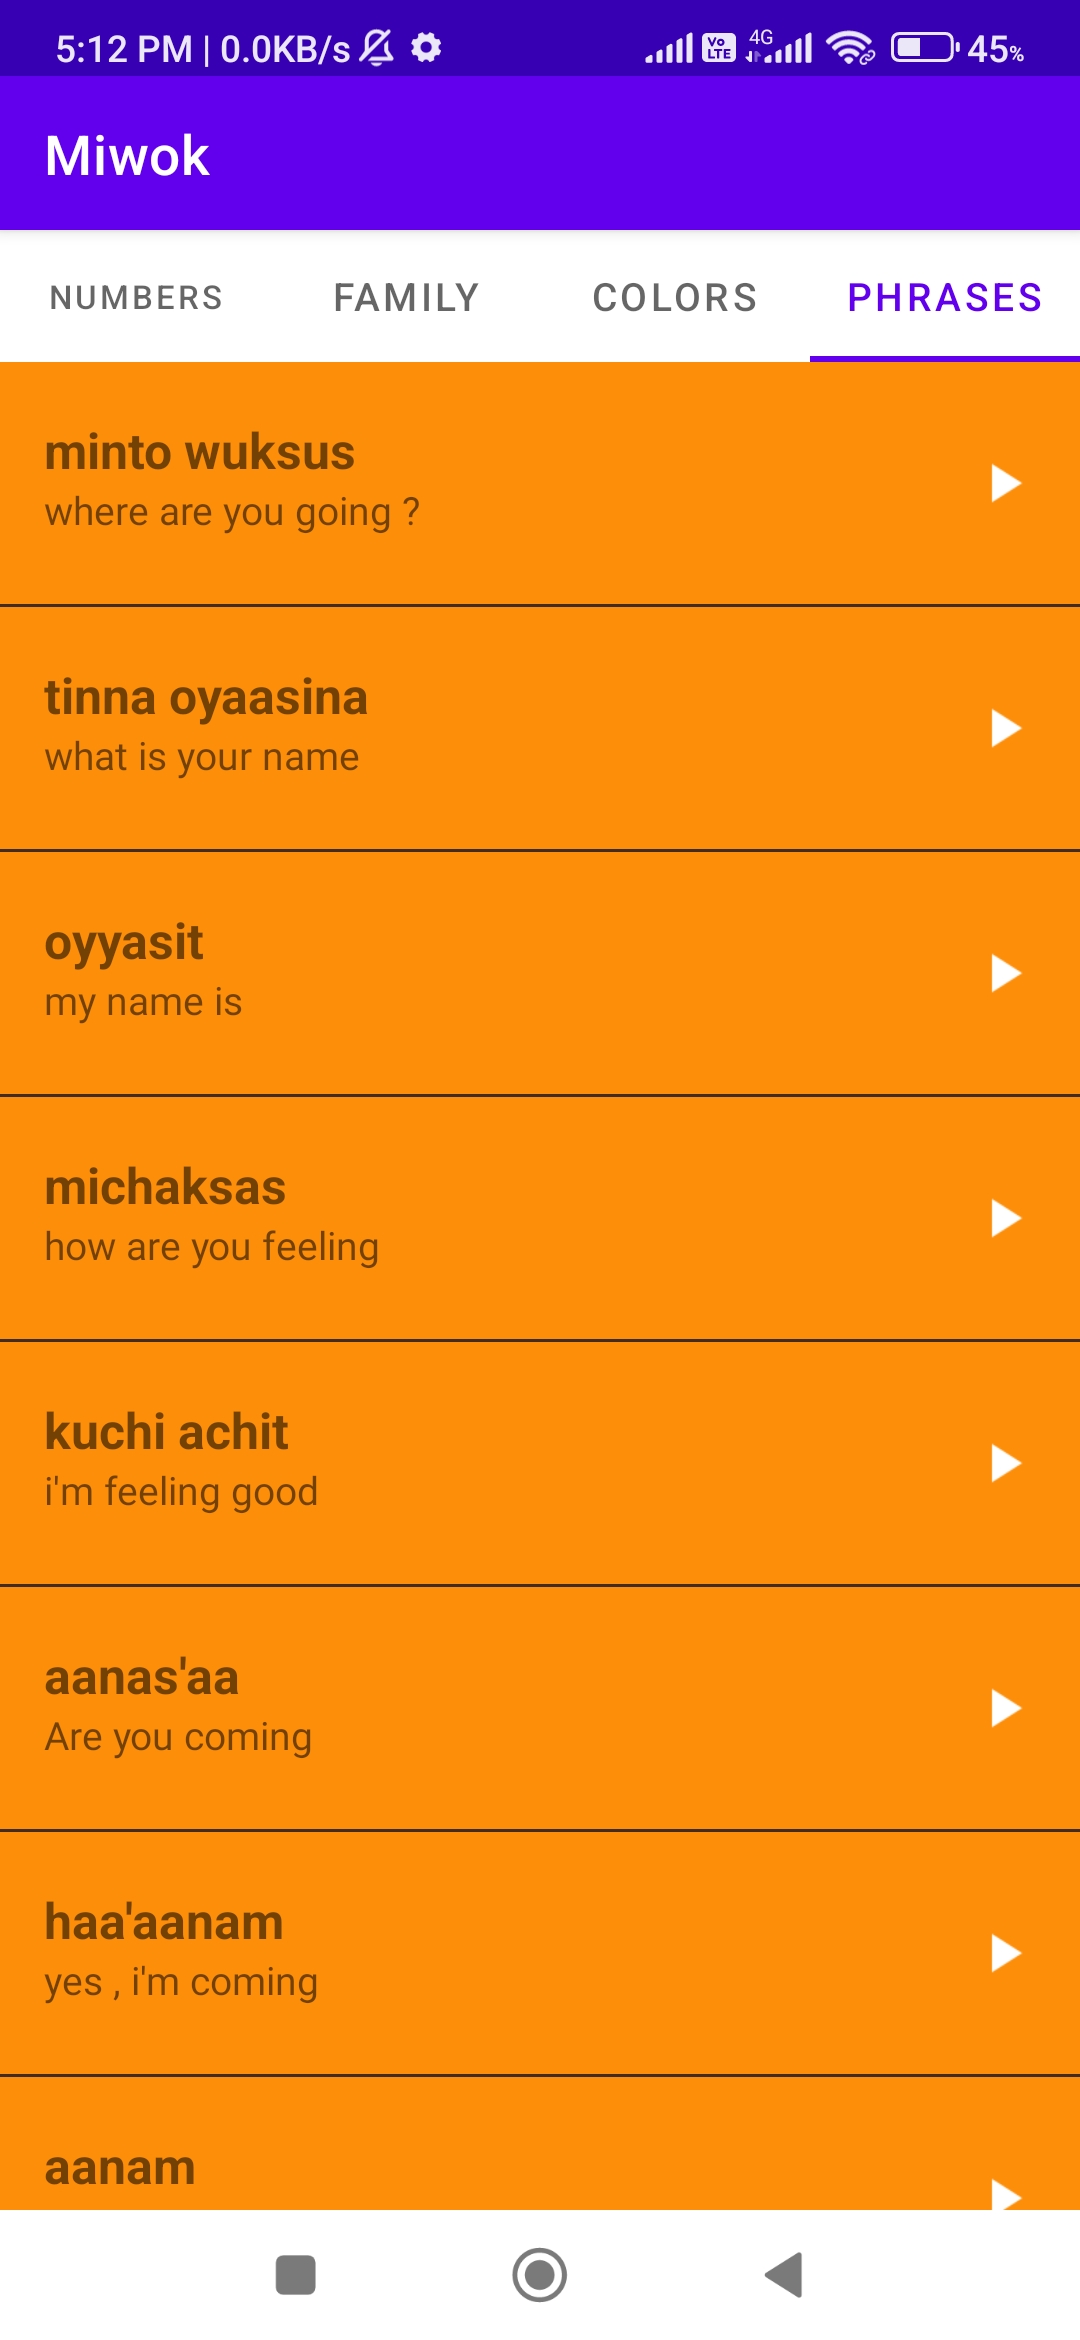 5:12 PM | 0.0KB/s Vo LTE 4G 45%
Miwok
NUMBERS FAMILY COLORS PHRASES
minto wuksus
where are you going ?
tinna oyaasina
what is your name
oyyasit
my name is
michaksas
how are you feeling
kuchi achit
i'm feeling good
aanas'aa
Are you coming
haa'aanam
yes , i'm coming
aanam